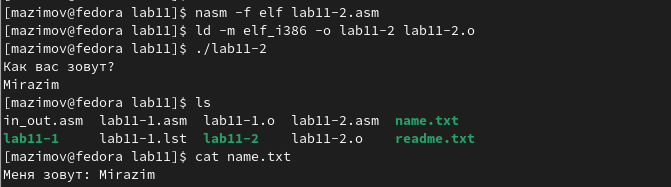 [mazimov@fedora lab11]$ nasm -f elf lab11-2.asm
[mazimov@fedora lab11]$ ld -m elf_i386 -o lab11-2 lab11-2.o
[mazimov@fedora lab11]$ ./lab11-2
Как вас зовут?
Mirazim
[mazimov@fedora lab11]$ ls
in_out.asm lab11-1.asm lab11-1.o lab11-2.asm name.txt
lab11-1 lab11-1.lst lab11-2 lab11-2.o readme.txt
[mazimov@fedora lab11]$ cat name.txt
Меня зовут: Mirazim